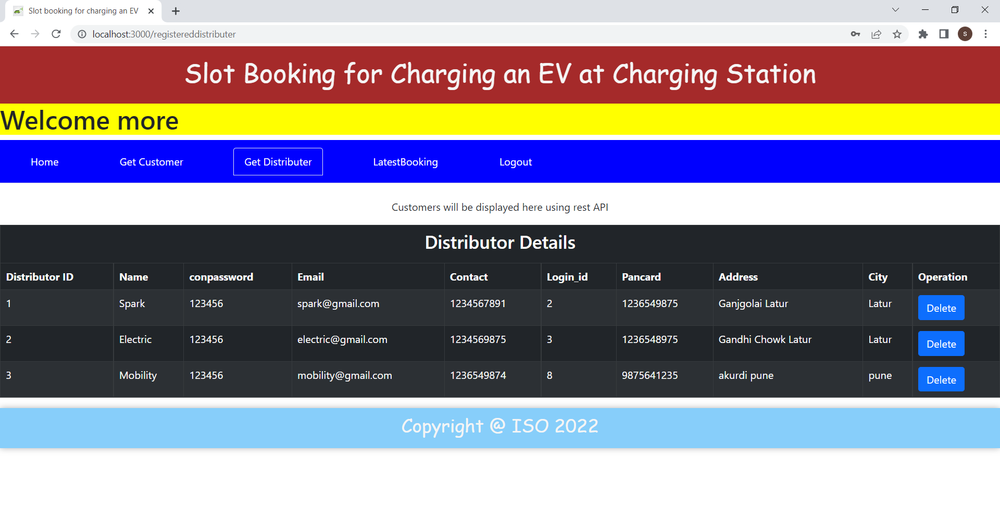 Slot booking for charging an EV
localhost:3000/registereddistributer
S
Slot Booking for Charging an EV at Charging Station
Welcome more
Home Get Customer Get Distributer LatestBooking Logout
Customers will be displayed here using rest API
Distributor Details
Distributor ID Name conpassword Email Contact Login_id Pancard Address City Operation
1 Spark 123456 spark@gmail.com 1234567891 2 1236549875 Ganjgolai Latur Latur Delete
2 Electric 123456 electric@gmail.com 1234569875 3 1236548975 Gandhi Chowk Latur Latur Delete
3 Mobility 123456 mobility@gmail.com 1236549874 8 9875641235 akurdi pune pune Delete
Copyright @ ISO 2022